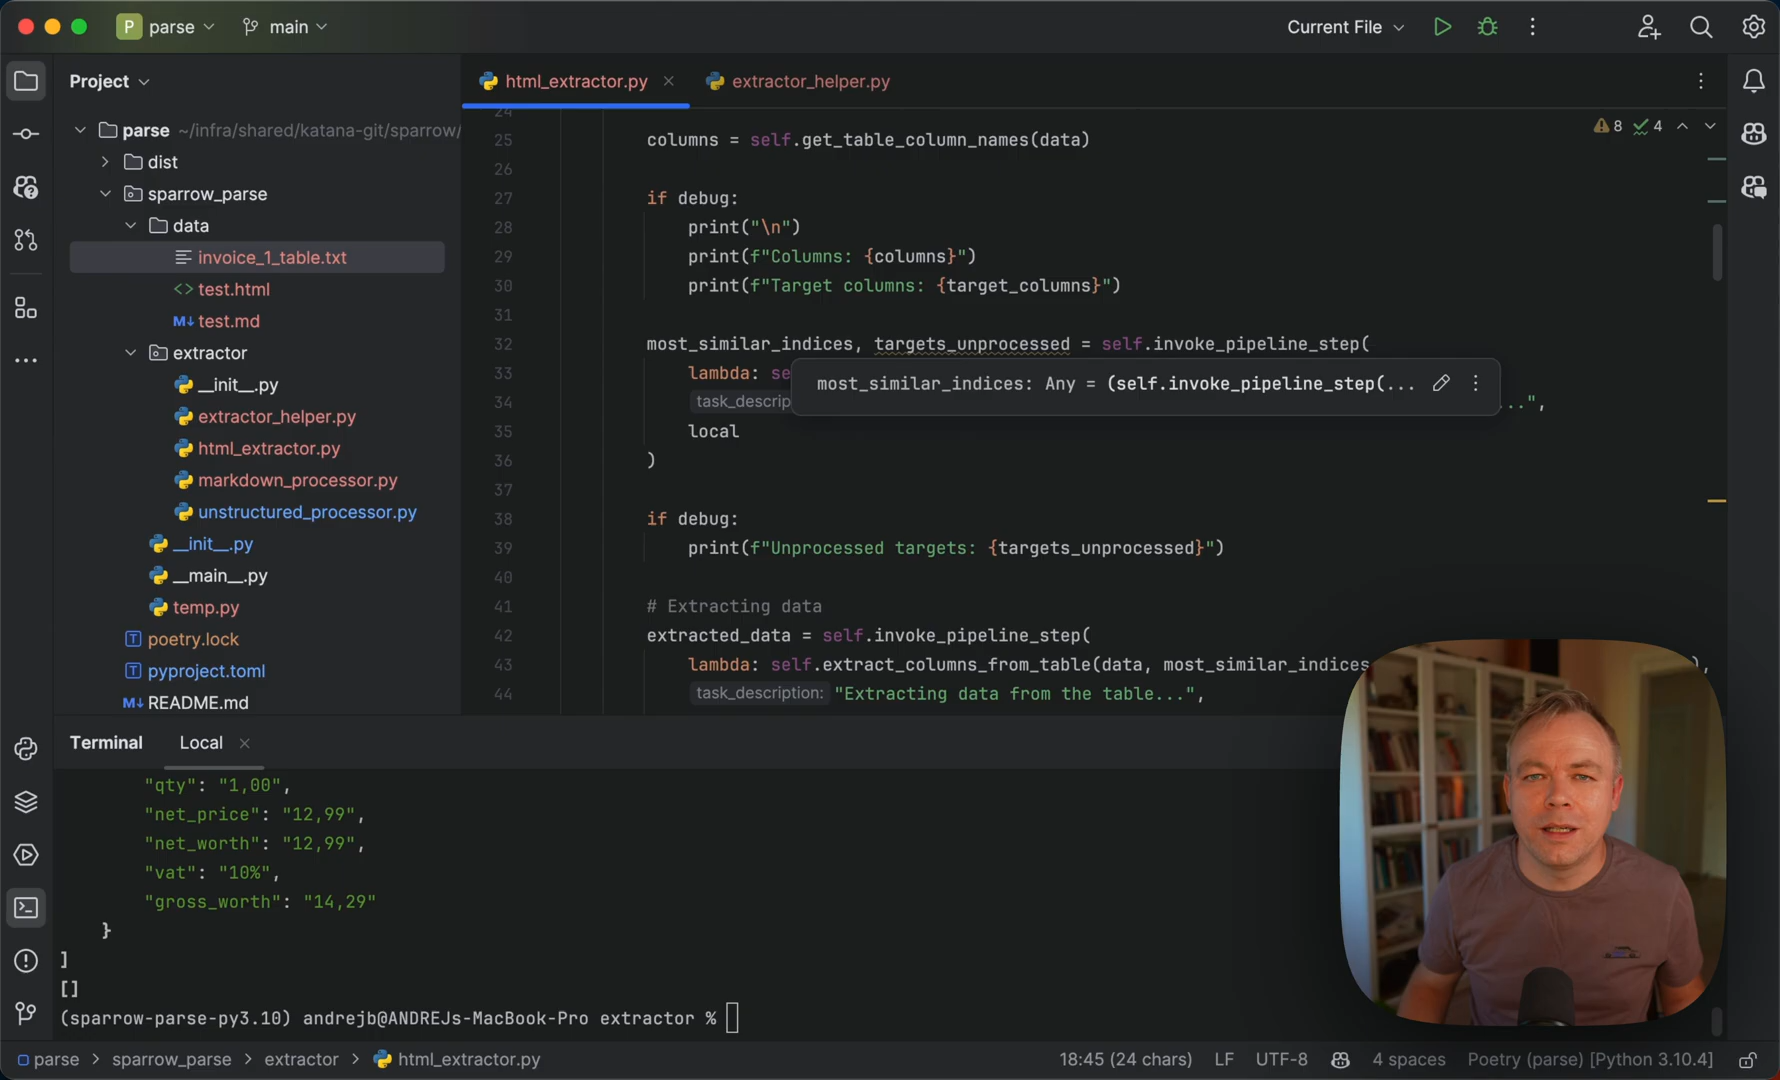 P parse main Current File
Project
html_extractor.py
extractor_helper.py
parse ~/infra/shared/katana-git/sparrow/
dist
sparrow_parse
data
invoice_1_table.txt
<> test.html
M↓ test.md
extractor
__init__.py
extractor_helper.py
html_extractor.py
markdown_processor.py
unstructured_processor.py
__init__.py
__main__.py
temp.py
T poetry.lock
T pyproject.toml
M↓ README.md
8 4
24
25 columns = self.get_table_column_names(data)
26
27 if debug:
28 print("\n")
29 print(f"Columns: {columns}")
30 print(f"Target columns: {target_columns}")
31
32 most_similar_indices, targets_unprocessed = self.invoke_pipeline_step(
33 lambda: se
most_similar_indices: Any = (self.invoke_pipeline_step(...
34 task_descrip ...",
35 local
36 )
37
38 if debug:
39 print(f"Unprocessed targets: {targets_unprocessed}")
40
41 # Extracting data
42 extracted_data = self.invoke_pipeline_step(
43 lambda: self.extract_columns_from_table(data, most_similar_indices ),
44 task_description: "Extracting data from the table...",
Terminal Local
"qty": "1,00",
"net_price": "12,99",
"net_worth": "12,99",
"vat": "10%",
"gross_worth": "14,29"
}
]
[]
(sparrow-parse-py3.10) andrejb@ANDREJs-MacBook-Pro extractor %
parse > sparrow_parse > extractor > html_extractor.py 18:45 (24 chars) LF UTF-8 4 spaces Poetry (parse) [Python 3.10.4]